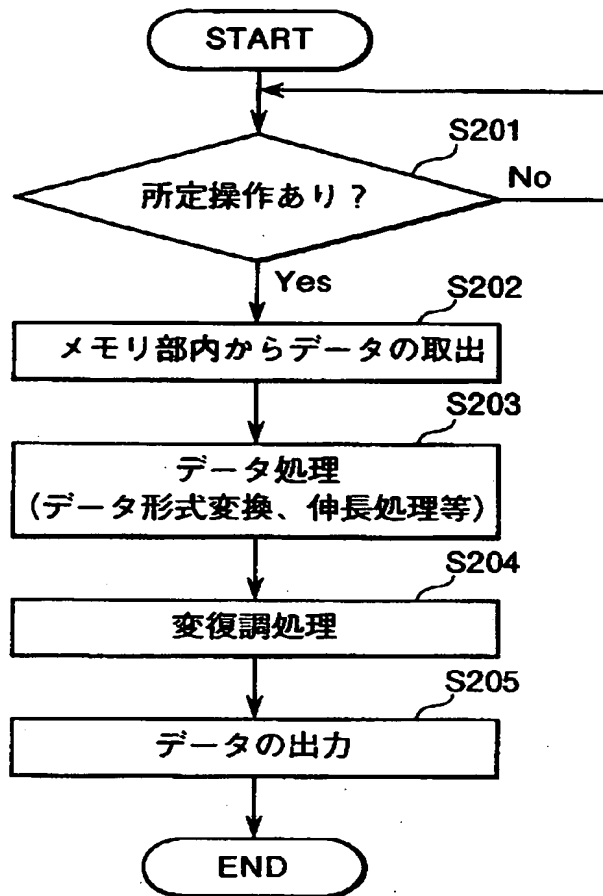 START
S201
所定操作あり？
No
Yes
S202
メモリ部内からデータの取出
S203
データ処理
（データ形式変換、伸長処理等）
S204
変復調処理
S205
データの出力
END